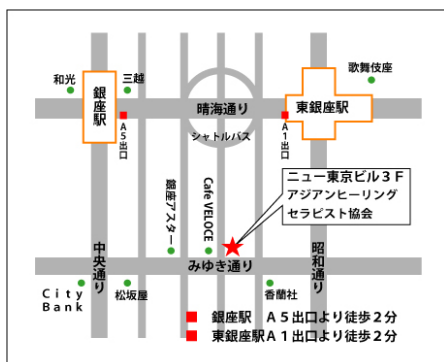 和光
三越
歌舞伎座
銀座駅
晴海通り
東銀座駅
A5出口
シャトルバス
A1出口
ニュー東京ビル3F
アジアンヒーリング
セラピスト協会
銀座アスター
Cafe VELOCE
中央通り
みゆき通り
昭和通り
City
Bank
松坂屋
香蘭社
銀座駅 A5出口より徒歩2分
東銀座駅A1出口より徒歩2分